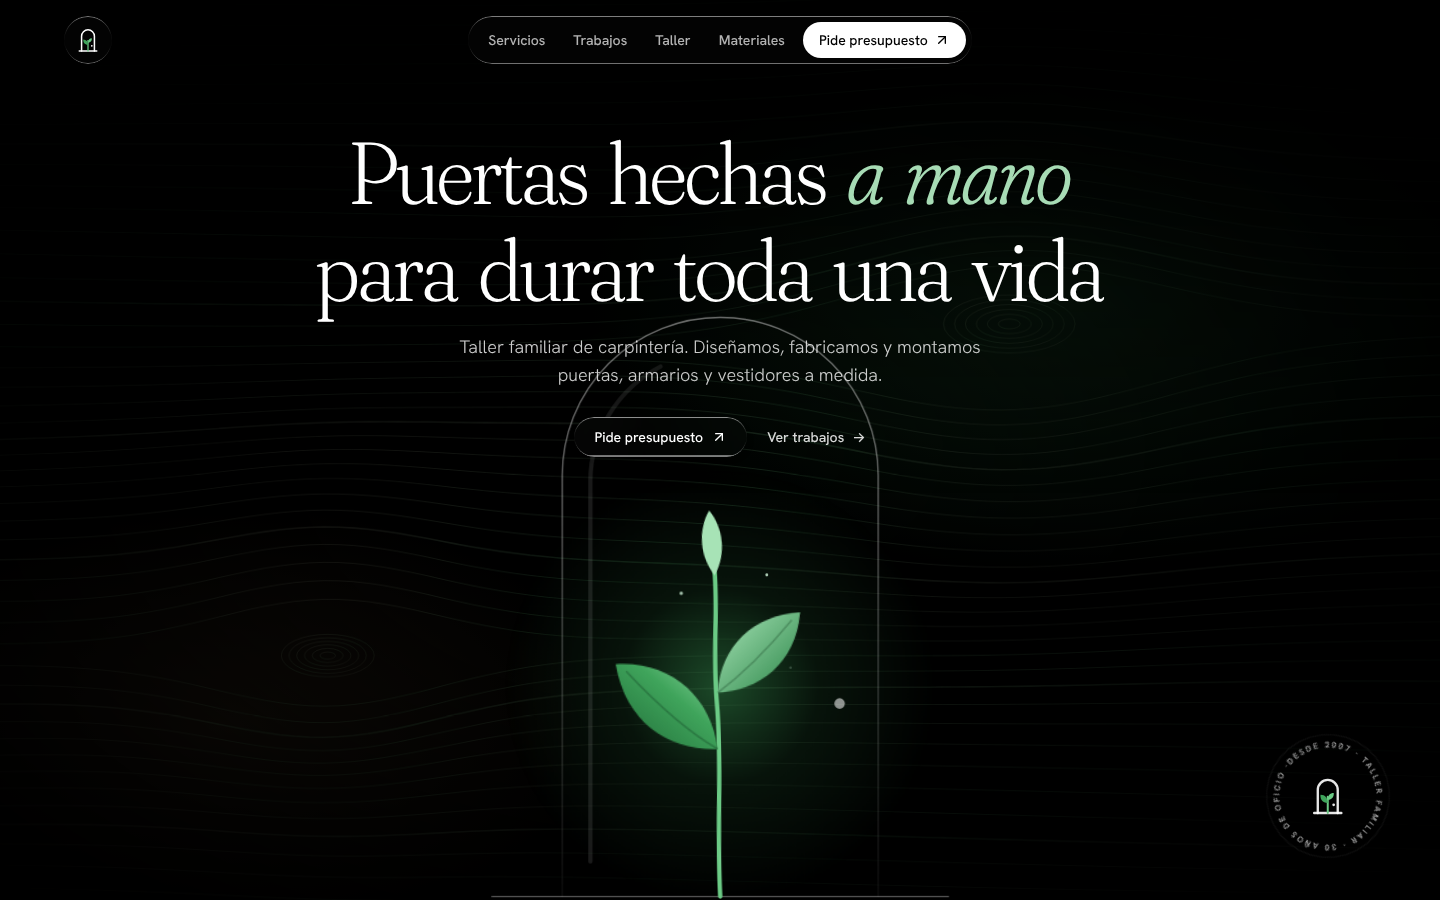 Servicios
Trabajos
Taller
Materiales
Pide presupuesto
Puertas hechas a mano
para durar toda una vida
Taller familiar de carpintería. Diseñamos, fabricamos y montamos
puertas, armarios y vestidores a medida.
Pide presupuesto
Ver trabajos
DESDE 2007 · TALLER FAMILIAR · 30 AÑOS DE OFICIO ·